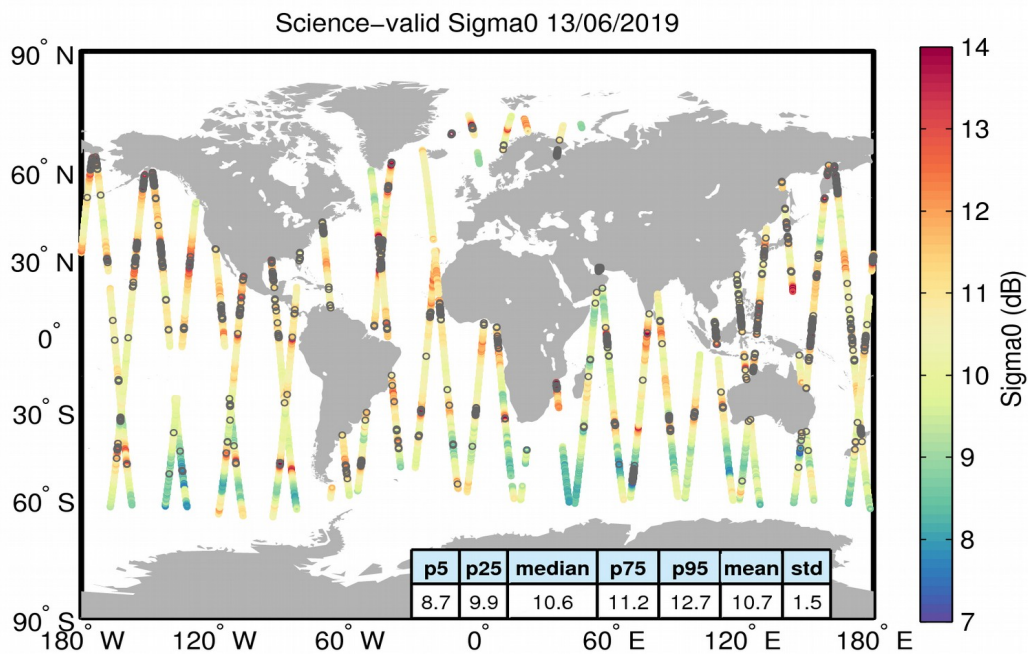 Science−valid Sigma0 13/06/2019
90° N
60° N
30° N
0°
30° S
60° S
90° S
180° W
120° W
60° W
0°
60° E
120° E
180° E
p5 p25 median p75 p95 mean std
8.7 9.9 10.6 11.2 12.7 10.7 1.5
14
13
12
11
10
9
8
7
Sigma0 (dB)